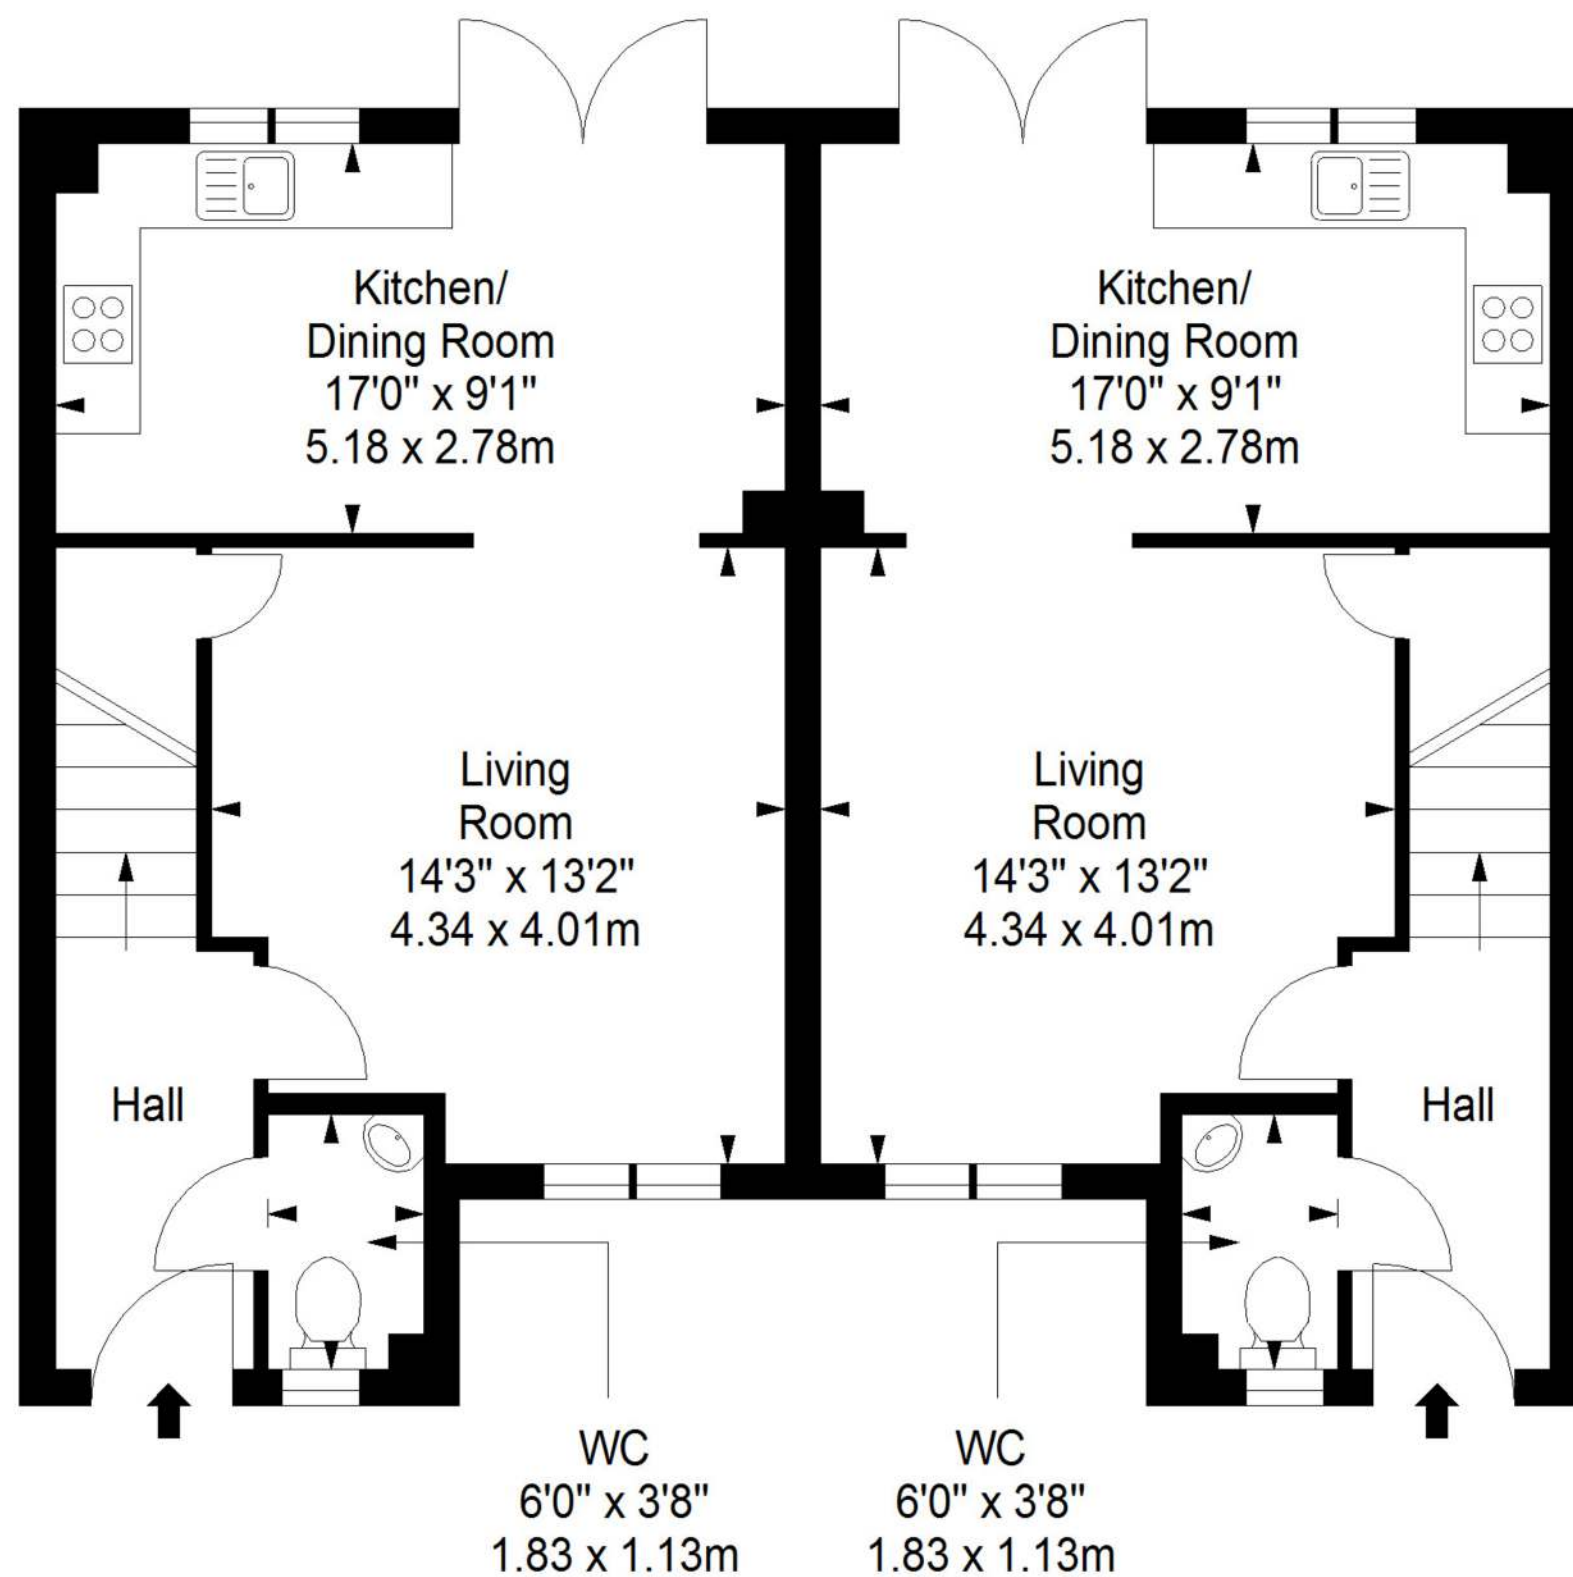 Kitchen/
Dining Room
17'0" x 9'1"
5.18 x 2.78m
Kitchen/
Dining Room
17'0" x 9'1"
5.18 x 2.78m
Living
Room
14'3" x 13'2"
4.34 x 4.01m
Living
Room
14'3" x 13'2"
4.34 x 4.01m
Hall
Hall
WC
6'0" x 3'8"
1.83 x 1.13m
WC
6'0" x 3'8"
1.83 x 1.13m